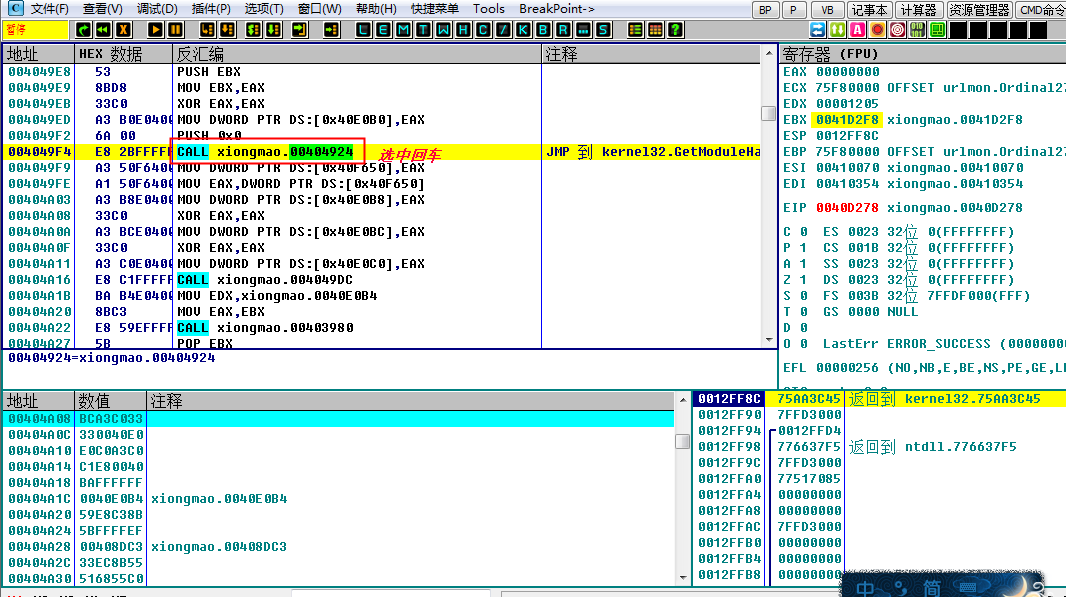 文件(F) 查看(V) 调试(D) 插件(P) 选项(T) 窗口(W) 帮助(H) 快捷菜单 Tools BreakPoint-> BP P VB 记事本 计算器 资源管理器 CMD命令
暂停 L E M T W H C / K B R ... S
地址 HEX 数据 反汇编 注释
004049E8 53 PUSH EBX
004049E9 8BD8 MOV EBX,EAX
004049EB 33C0 XOR EAX,EAX
004049ED A3 B0E0400 MOV DWORD PTR DS:[0x40E0B0],EAX
004049F2 6A 00 PUSH 0x0
004049F4 E8 2BFFFFF CALL xiongmao.00404924 选中回车 JMP 到 kernel32.GetModuleHa
004049F9 A3 50F6400 MOV DWORD PTR DS:[0x40F650],EAX
004049FE A1 50F6400 MOV EAX,DWORD PTR DS:[0x40F650]
00404A03 A3 B8E0400 MOV DWORD PTR DS:[0x40E0B8],EAX
00404A08 33C0 XOR EAX,EAX
00404A0A A3 BCE0400 MOV DWORD PTR DS:[0x40E0BC],EAX
00404A0F 33C0 XOR EAX,EAX
00404A11 A3 C0E0400 MOV DWORD PTR DS:[0x40E0C0],EAX
00404A16 E8 C1FFFFF CALL xiongmao.004049DC
00404A1B BA B4E0400 MOV EDX,xiongmao.0040E0B4
00404A20 8BC3 MOV EAX,EBX
00404A22 E8 59EFFFF CALL xiongmao.00403980
00404A27 5B POP EBX
00404924=xiongmao.00404924
寄存器 (FPU)
EAX 00000000
ECX 75F80000 OFFSET urlmon.Ordinal27
EDX 00001205
EBX 0041D2F8 xiongmao.0041D2F8
ESP 0012FF8C
EBP 75F80000 OFFSET urlmon.Ordinal27
ESI 00410070 xiongmao.00410070
EDI 00410354 xiongmao.00410354
EIP 0040D278 xiongmao.0040D278
C 0 ES 0023 32位 0(FFFFFFFF)
P 1 CS 001B 32位 0(FFFFFFFF)
A 1 SS 0023 32位 0(FFFFFFFF)
Z 1 DS 0023 32位 0(FFFFFFFF)
S 0 FS 003B 32位 7FFDF000(FFF)
T 0 GS 0000 NULL
D 0
O 0 LastErr ERROR_SUCCESS (00000000
EFL 00000256 (NO,NB,E,BE,NS,PE,GE,LE
地址 数值 注释
00404A08 BCA3C033
00404A0C 330040E0
00404A10 E0C0A3C0
00404A14 C1E80040
00404A18 BAFFFFFF
00404A1C 0040E0B4 xiongmao.0040E0B4
00404A20 59E8C38B
00404A24 5BFFFFEF
00404A28 00408DC3 xiongmao.00408DC3
00404A2C 33EC8B55
00404A30 516855C0
0012FF8C 75AA3C45 返回到 kernel32.75AA3C45
0012FF90 7FFD3000
0012FF94 0012FFD4
0012FF98 776637F5 返回到 ntdll.776637F5
0012FF9C 7FFD3000
0012FFA0 77517085
0012FFA4 00000000
0012FFA8 00000000
0012FFAC 7FFD3000
0012FFB0 00000000
0012FFB4 00000000
0012FFB8 00000000
中 简